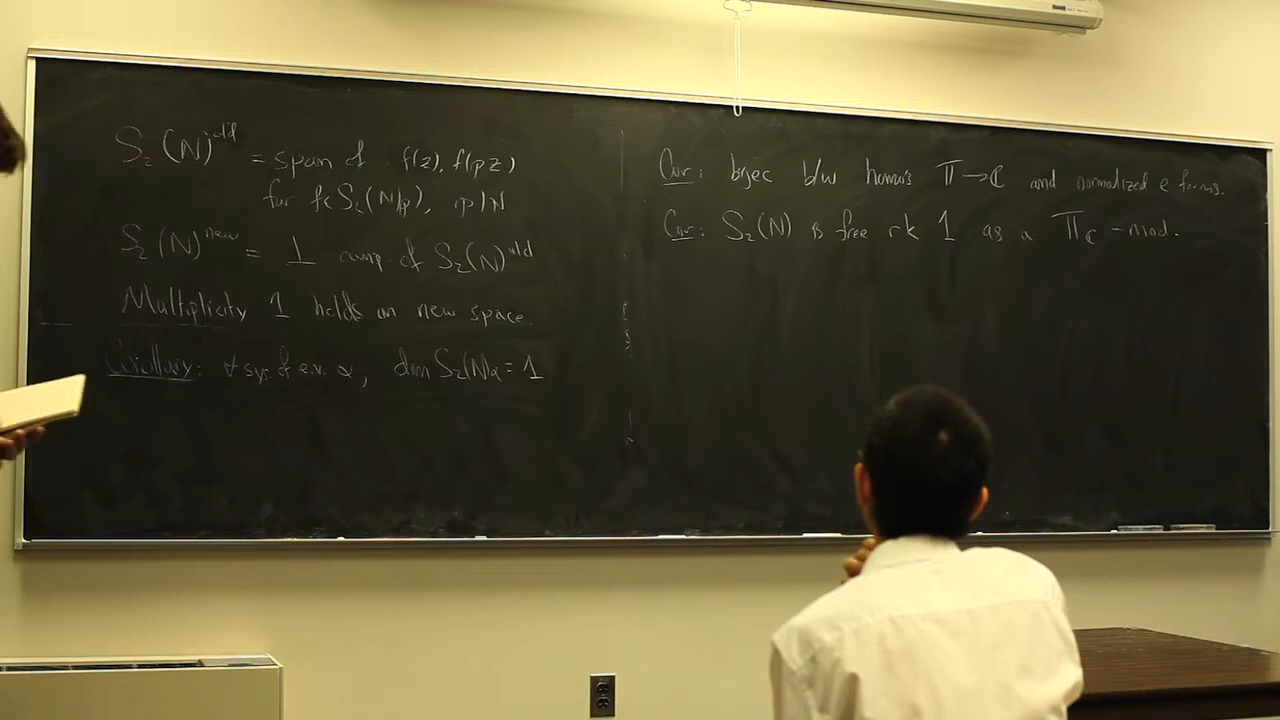 S₂(N)^old = span of f(z), f(pz)
for f∈S₂(N/p), p|N
S₂(N)^new = ⊥ comp. of S₂(N)^old
Multiplicity 1 holds on new space.
Corollary: ∀ sys. of e.v. α, dim S₂(N)_α = 1
Cor: bijec b/w homs 𝕋→ℂ and normalized e forms.
Cor: S₂(N) is free rk 1 as a 𝕋_ℂ-mod.